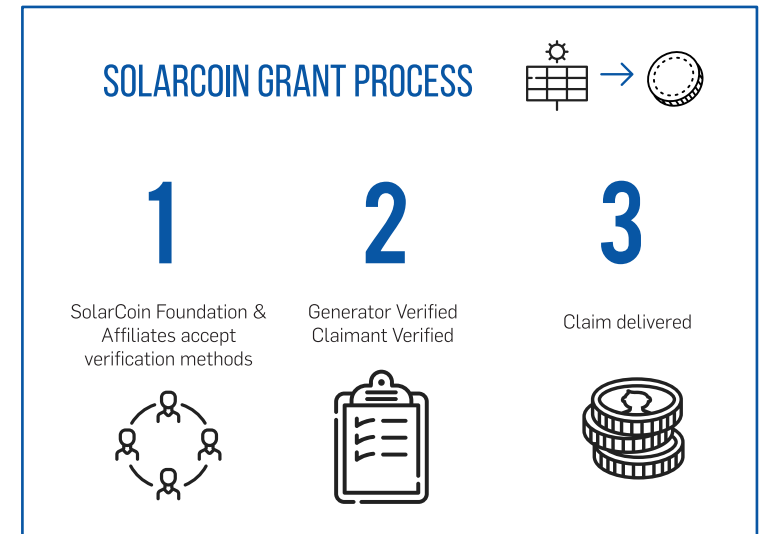 SOLARCOIN GRANT PROCESS
1
SolarCoin Foundation &
Affiliates accept
verification methods
2
Generator Verified
Claimant Verified
3
Claim delivered